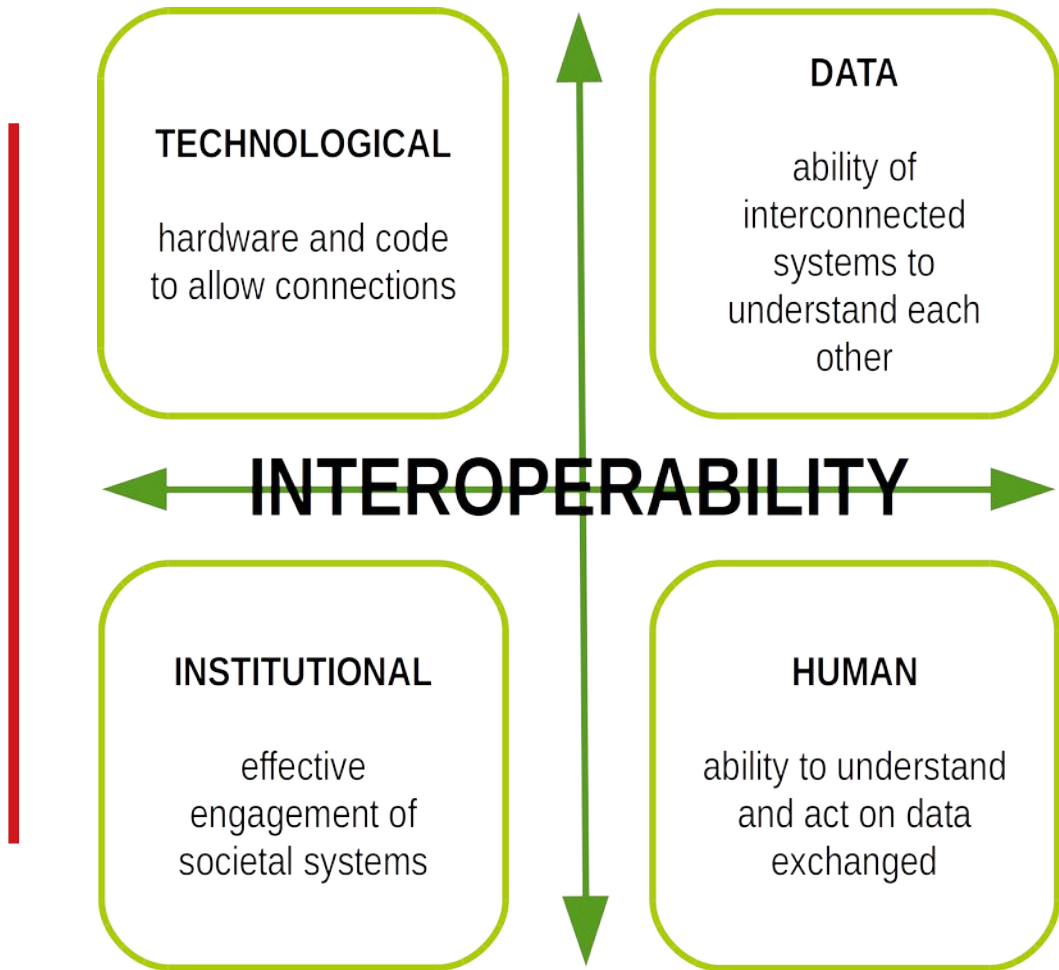 TECHNOLOGICAL
hardware and code
to allow connections
DATA
ability of
interconnected
systems to
understand each
other
INTEROPERABILITY
INSTITUTIONAL
effective
engagement of
societal systems
HUMAN
ability to understand
and act on data
exchanged